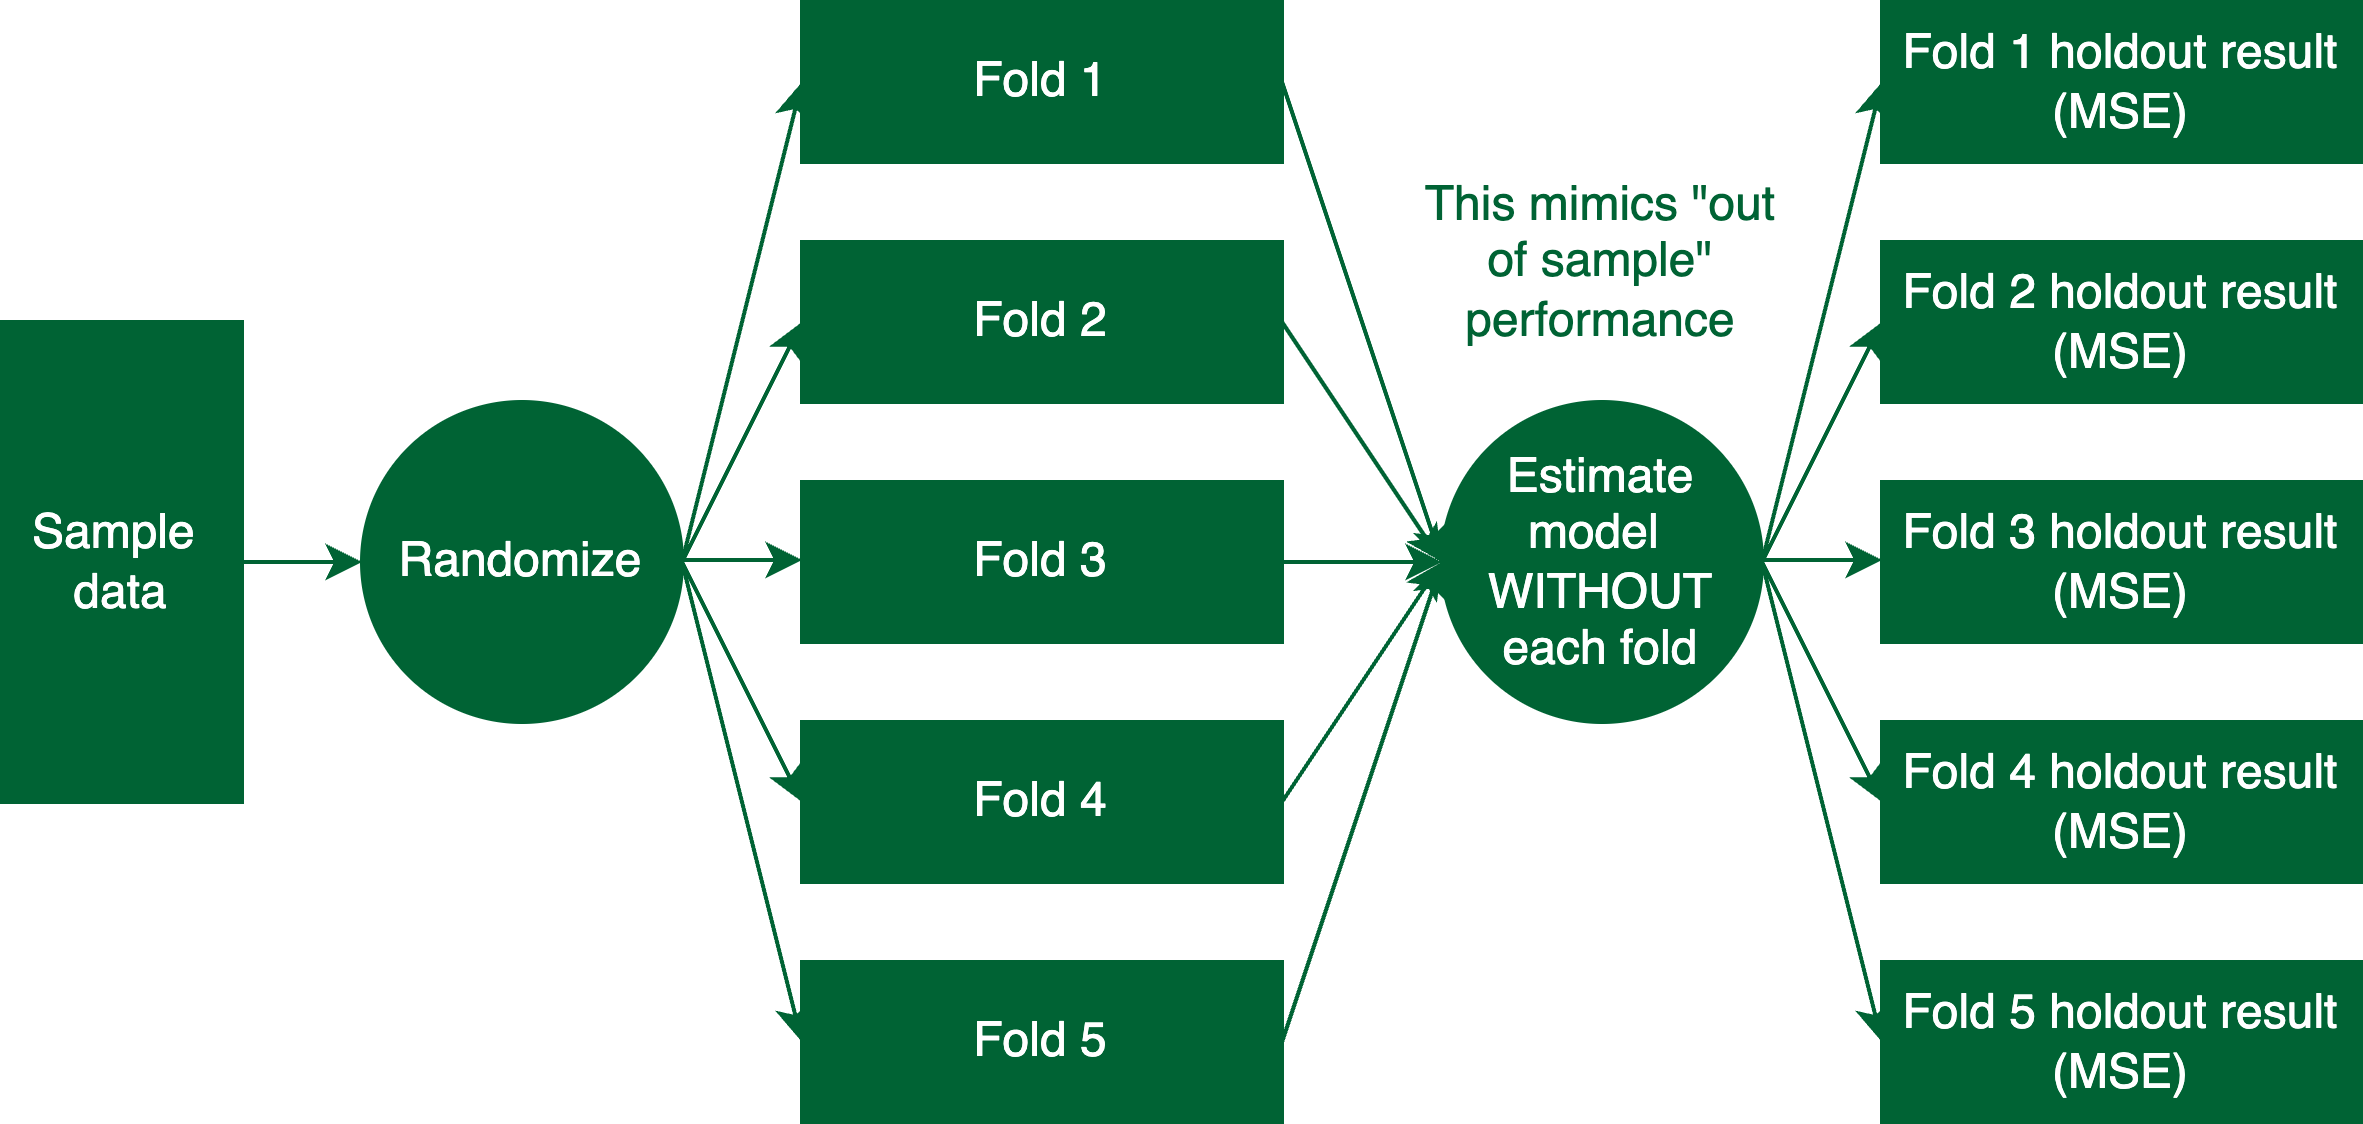 Sample
data
Randomize
Fold 1
Fold 2
Fold 3
Fold 4
Fold 5
This mimics "out
of sample"
performance
Estimate
model
WITHOUT
each fold
Fold 1 holdout result
(MSE)
Fold 2 holdout result
(MSE)
Fold 3 holdout result
(MSE)
Fold 4 holdout result
(MSE)
Fold 5 holdout result
(MSE)